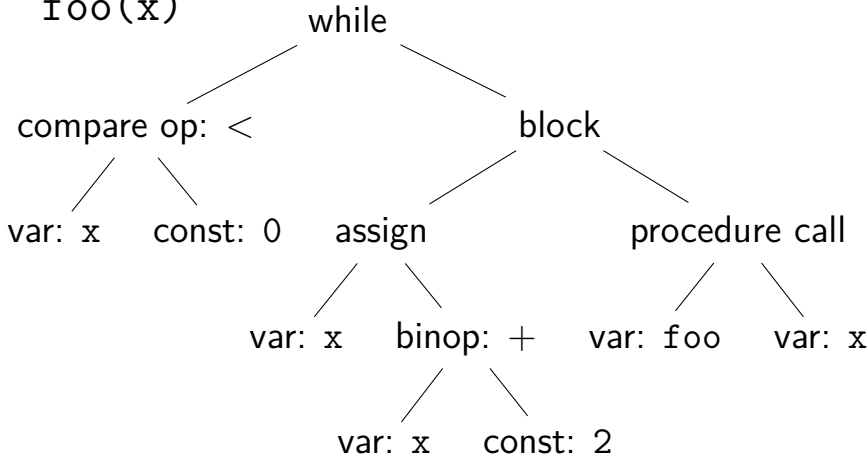 foo(x)
while
compare op: <
block
var: x
const: 0
assign
procedure call
var: x
binop: +
var: foo
var: x
var: x
const: 2